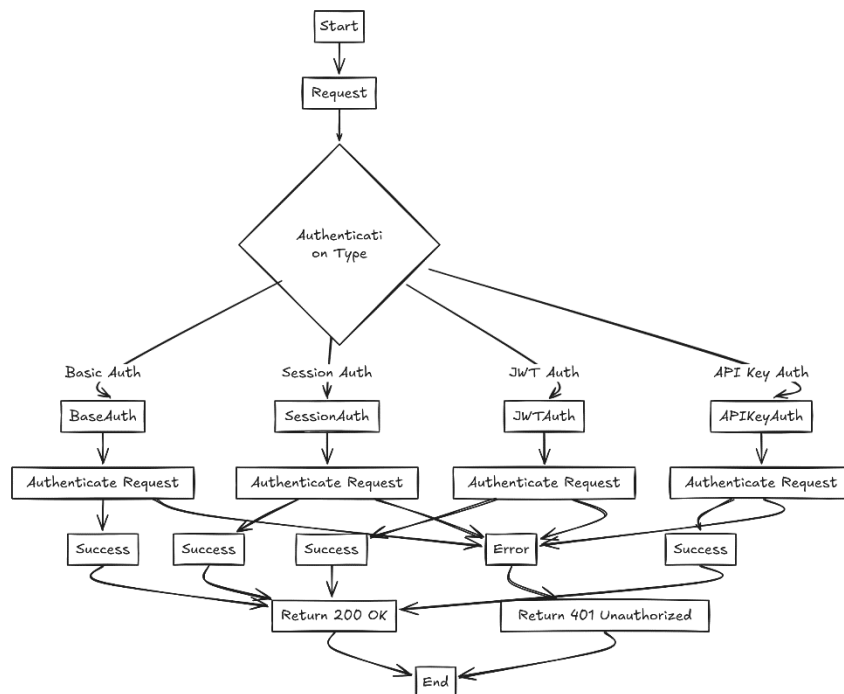 Start
Request
Authenticati
on Type
Basic Auth
Session Auth
JWT Auth
API Key Auth
BaseAuth
SessionAuth
JWTAuth
APIKeyAuth
Authenticate Request
Authenticate Request
Authenticate Request
Authenticate Request
Success
Success
Success
Error
Success
Return 200 OK
Return 401 Unauthorized
End